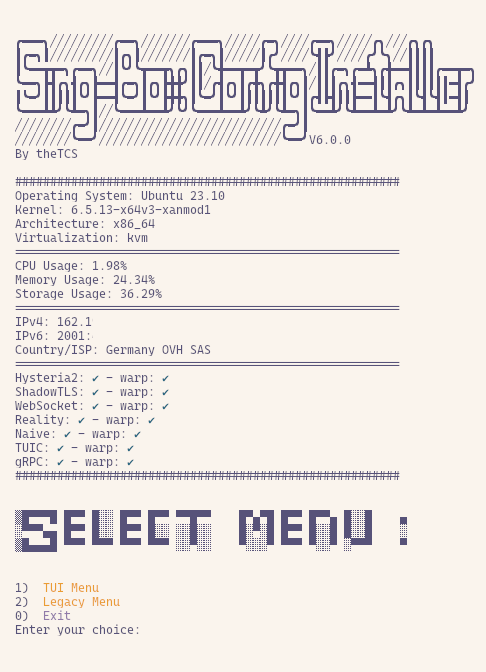 Sing-Box Config Installer
V6.0.0
By theTCS
#######################################################
Operating System: Ubuntu 23.10
Kernel: 6.5.13-x64v3-xanmod1
Architecture: x86_64
Virtualization: kvm
=======================================================
CPU Usage: 1.98%
Memory Usage: 24.34%
Storage Usage: 36.29%
=======================================================
IPv4: 162.1
IPv6: 2001:
Country/ISP: Germany OVH SAS
=======================================================
Hysteria2: ✔ - warp: ✔
ShadowTLS: ✔ - warp: ✔
WebSocket: ✔ - warp: ✔
Reality: ✔ - warp: ✔
Naive: ✔ - warp: ✔
TUIC: ✔ - warp: ✔
gRPC: ✔ - warp: ✔
#######################################################
SELECT MENU :
1)  TUI Menu
2)  Legacy Menu
0)  Exit
Enter your choice: